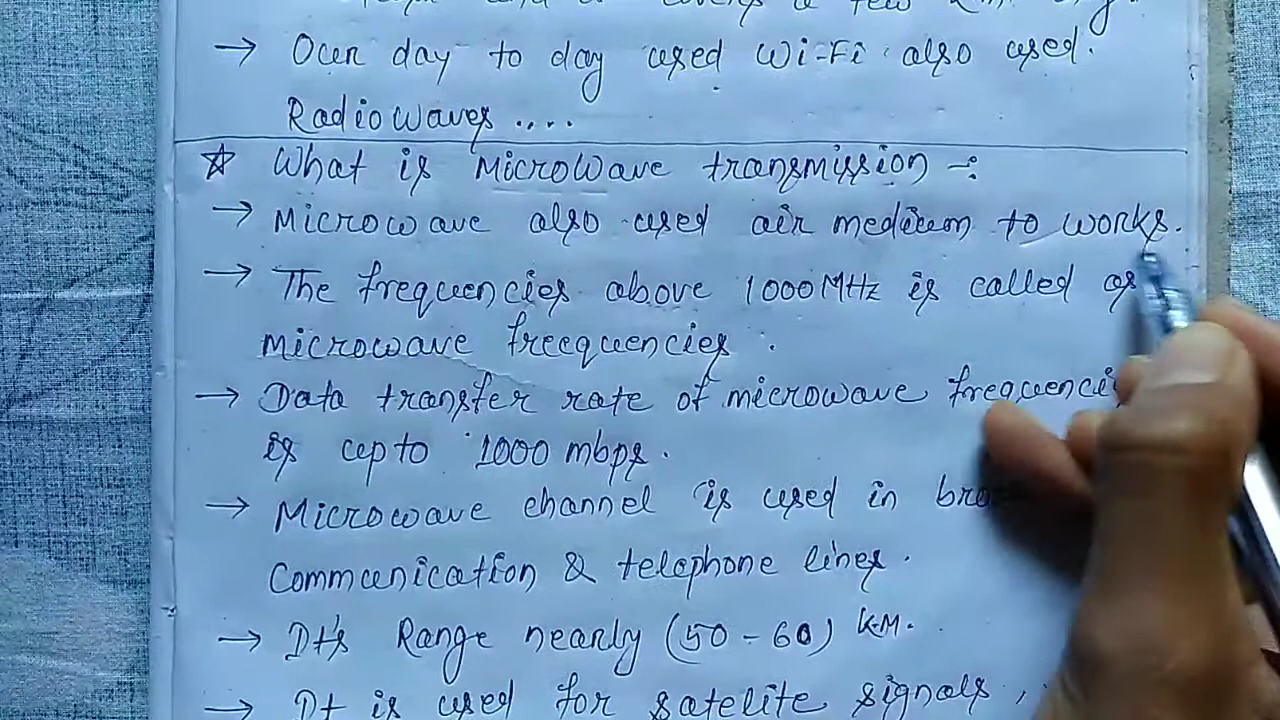 → Our day to day used Wi-Fi also used.
Radiowaves ....
☆ What is MicroWave transmission -:
→ Microwave also used air medium to works.
→ The frequencies above 1000MHz is called as
microwave freequencies .
→ Data transfer rate of microwave frequencies
is upto 1000 mbps.
→ Microwave channel is used in
Communication & telephone lines.
→ It's Range nearly (50-60) KM.
→ It is used for satelite signals,